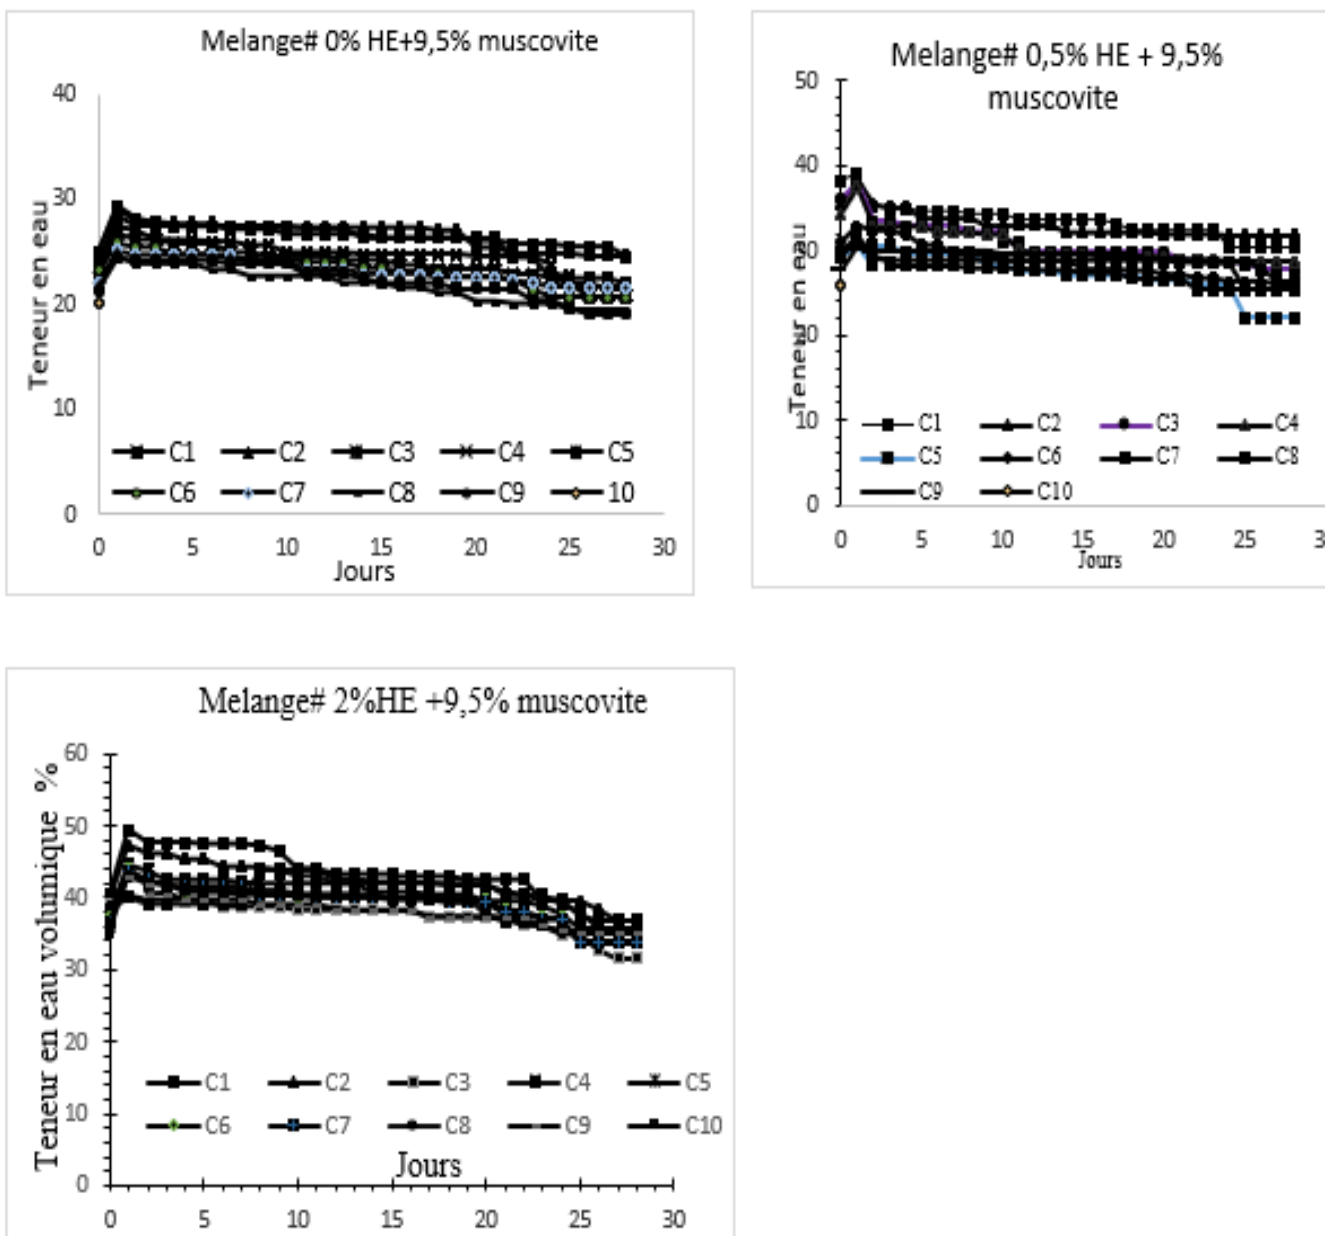 Melange# 0% HE+9,5% muscovite
40
30
20
10
0
Teneur en eau
C1 C2 C3 C4 C5
C6 C7 C8 C9 10
0 5 10 15 20 25 30
Jours
Melange# 0,5% HE + 9,5%
muscovite
50
40
30
20
10
0
Teneur en eau
C1 C2 C3 C4
C5 C6 C7 C8
C9 C10
0 5 10 15 20 25
Jours
Melange# 2%HE +9,5% muscovite
60
50
40
30
20
10
0
Teneur en eau volumique %
C1 C2 C3 C4 C5
C6 C7 C8 C9 C10
Jours
0 5 10 15 20 25 30